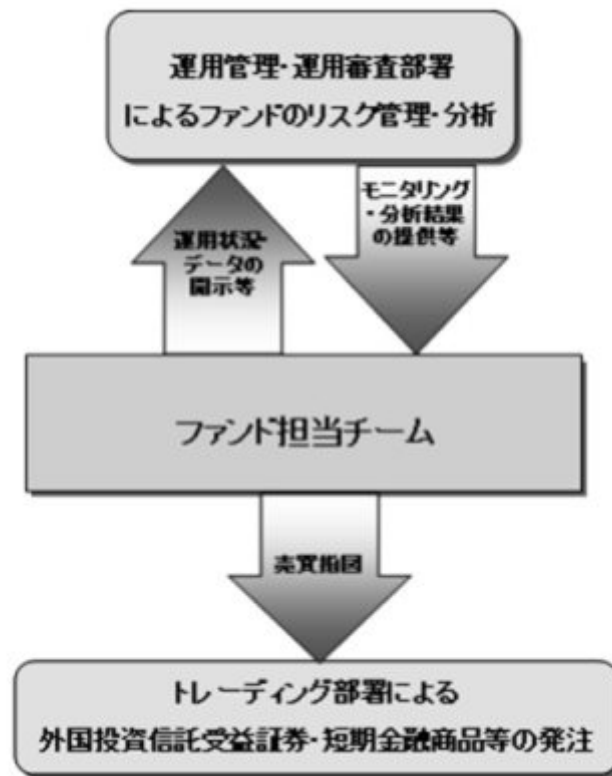 運用管理・運用審査部署
によるファンドのリスク管理・分析
運用状況・
データの
開示等
モニタリング
・分析結果
の提供等
ファンド担当チーム
売買指図
トレーディング部署による
外国投資信託受益証券・短期金融商品等の発注